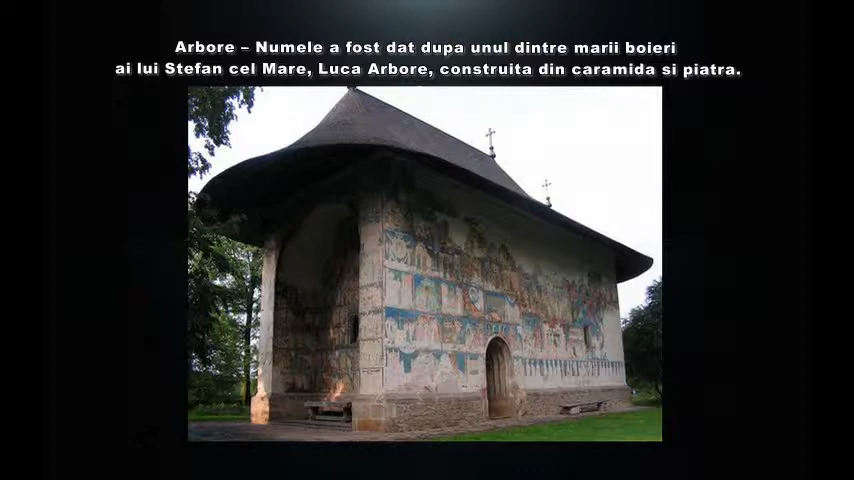 Arbore – Numele a fost dat dupa unul dintre marii boieri
ai lui Stefan cel Mare, Luca Arbore, construita din caramida si piatra.